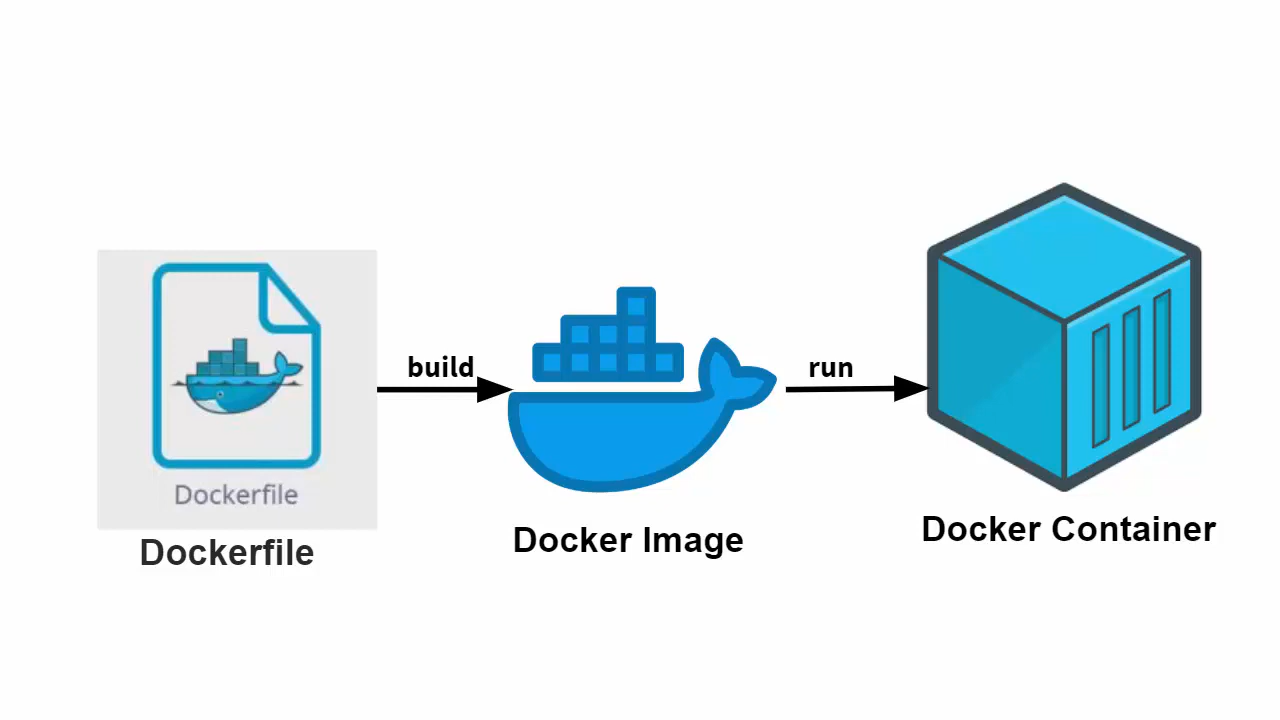 build
run
Dockerfile
Dockerfile
Docker Image
Docker Container